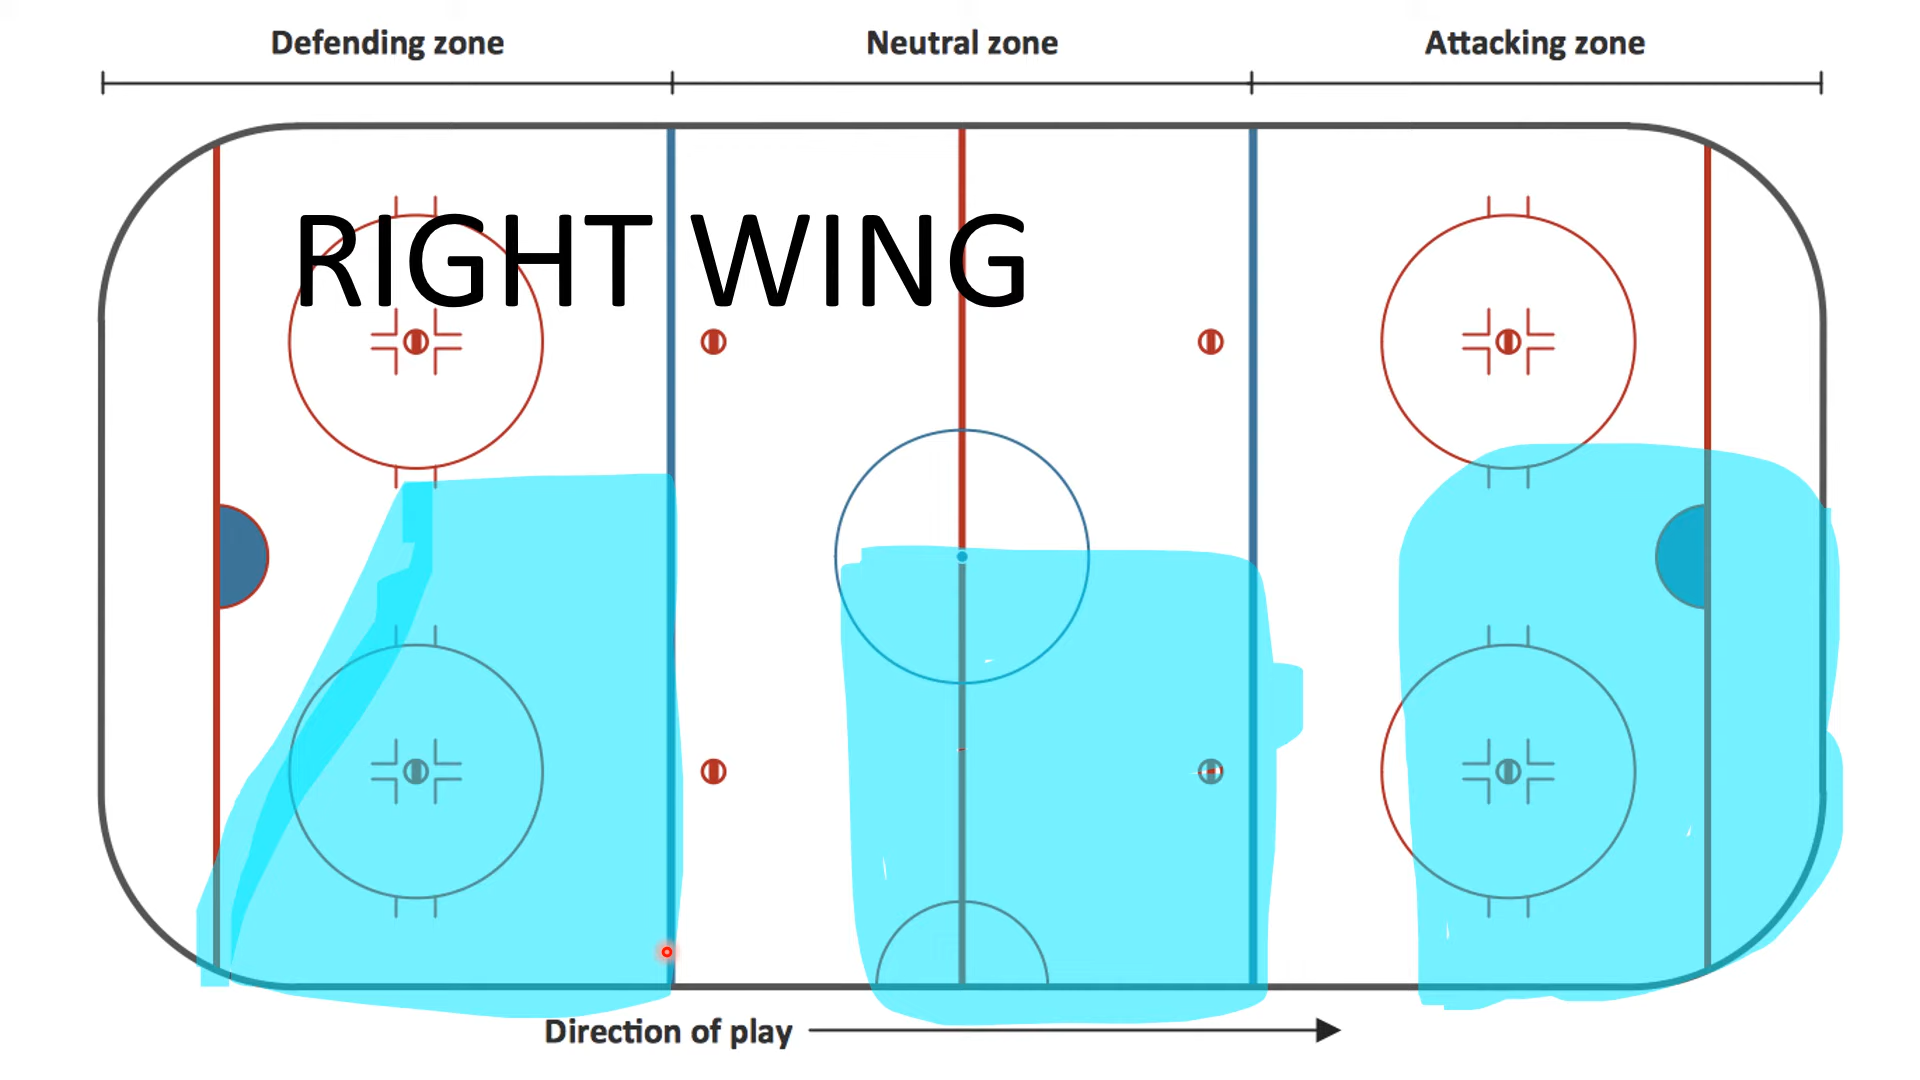 Defending zone Neutral zone Attacking zone
RIGHT WING
Direction of play